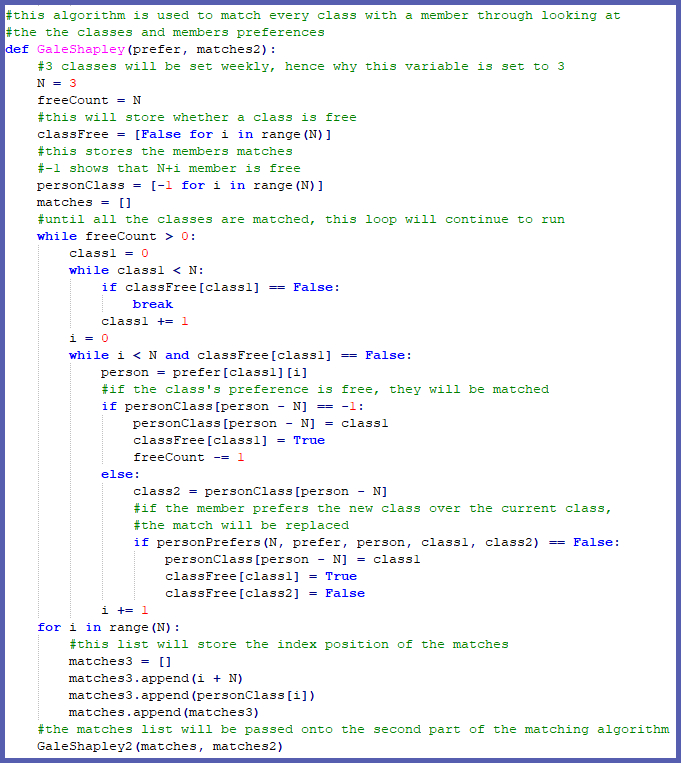 #this algorithm is used to match every class with a member through looking at
#the the classes and members preferences
def GaleShapley(prefer, matches2):
    #3 classes will be set weekly, hence why this variable is set to 3
    N = 3
    freeCount = N
    #this will store whether a class is free
    classFree = [False for i in range(N)]
    #this stores the members matches
    #-1 shows that N+i member is free
    personClass = [-1 for i in range(N)]
    matches = []
    #until all the classes are matched, this loop will continue to run
    while freeCount > 0:
        class1 = 0
        while class1 < N:
            if classFree[class1] == False:
                break
            class1 += 1
        i = 0
        while i < N and classFree[class1] == False:
            person = prefer[class1][i]
            #if the class's preference is free, they will be matched
            if personClass[person - N] == -1:
                personClass[person - N] = class1
                classFree[class1] = True
                freeCount -= 1
            else:
                class2 = personClass[person - N]
                #if the member prefers the new class over the current class,
                #the match will be replaced
                if personPrefers(N, prefer, person, class1, class2) == False:
                    personClass[person - N] = class1
                    classFree[class1] = True
                    classFree[class2] = False
            i += 1
    for i in range(N):
        #this list will store the index position of the matches
        matches3 = []
        matches3.append(i + N)
        matches3.append(personClass[i])
        matches.append(matches3)
    #the matches list will be passed onto the second part of the matching algorithm
    GaleShapley2(matches, matches2)